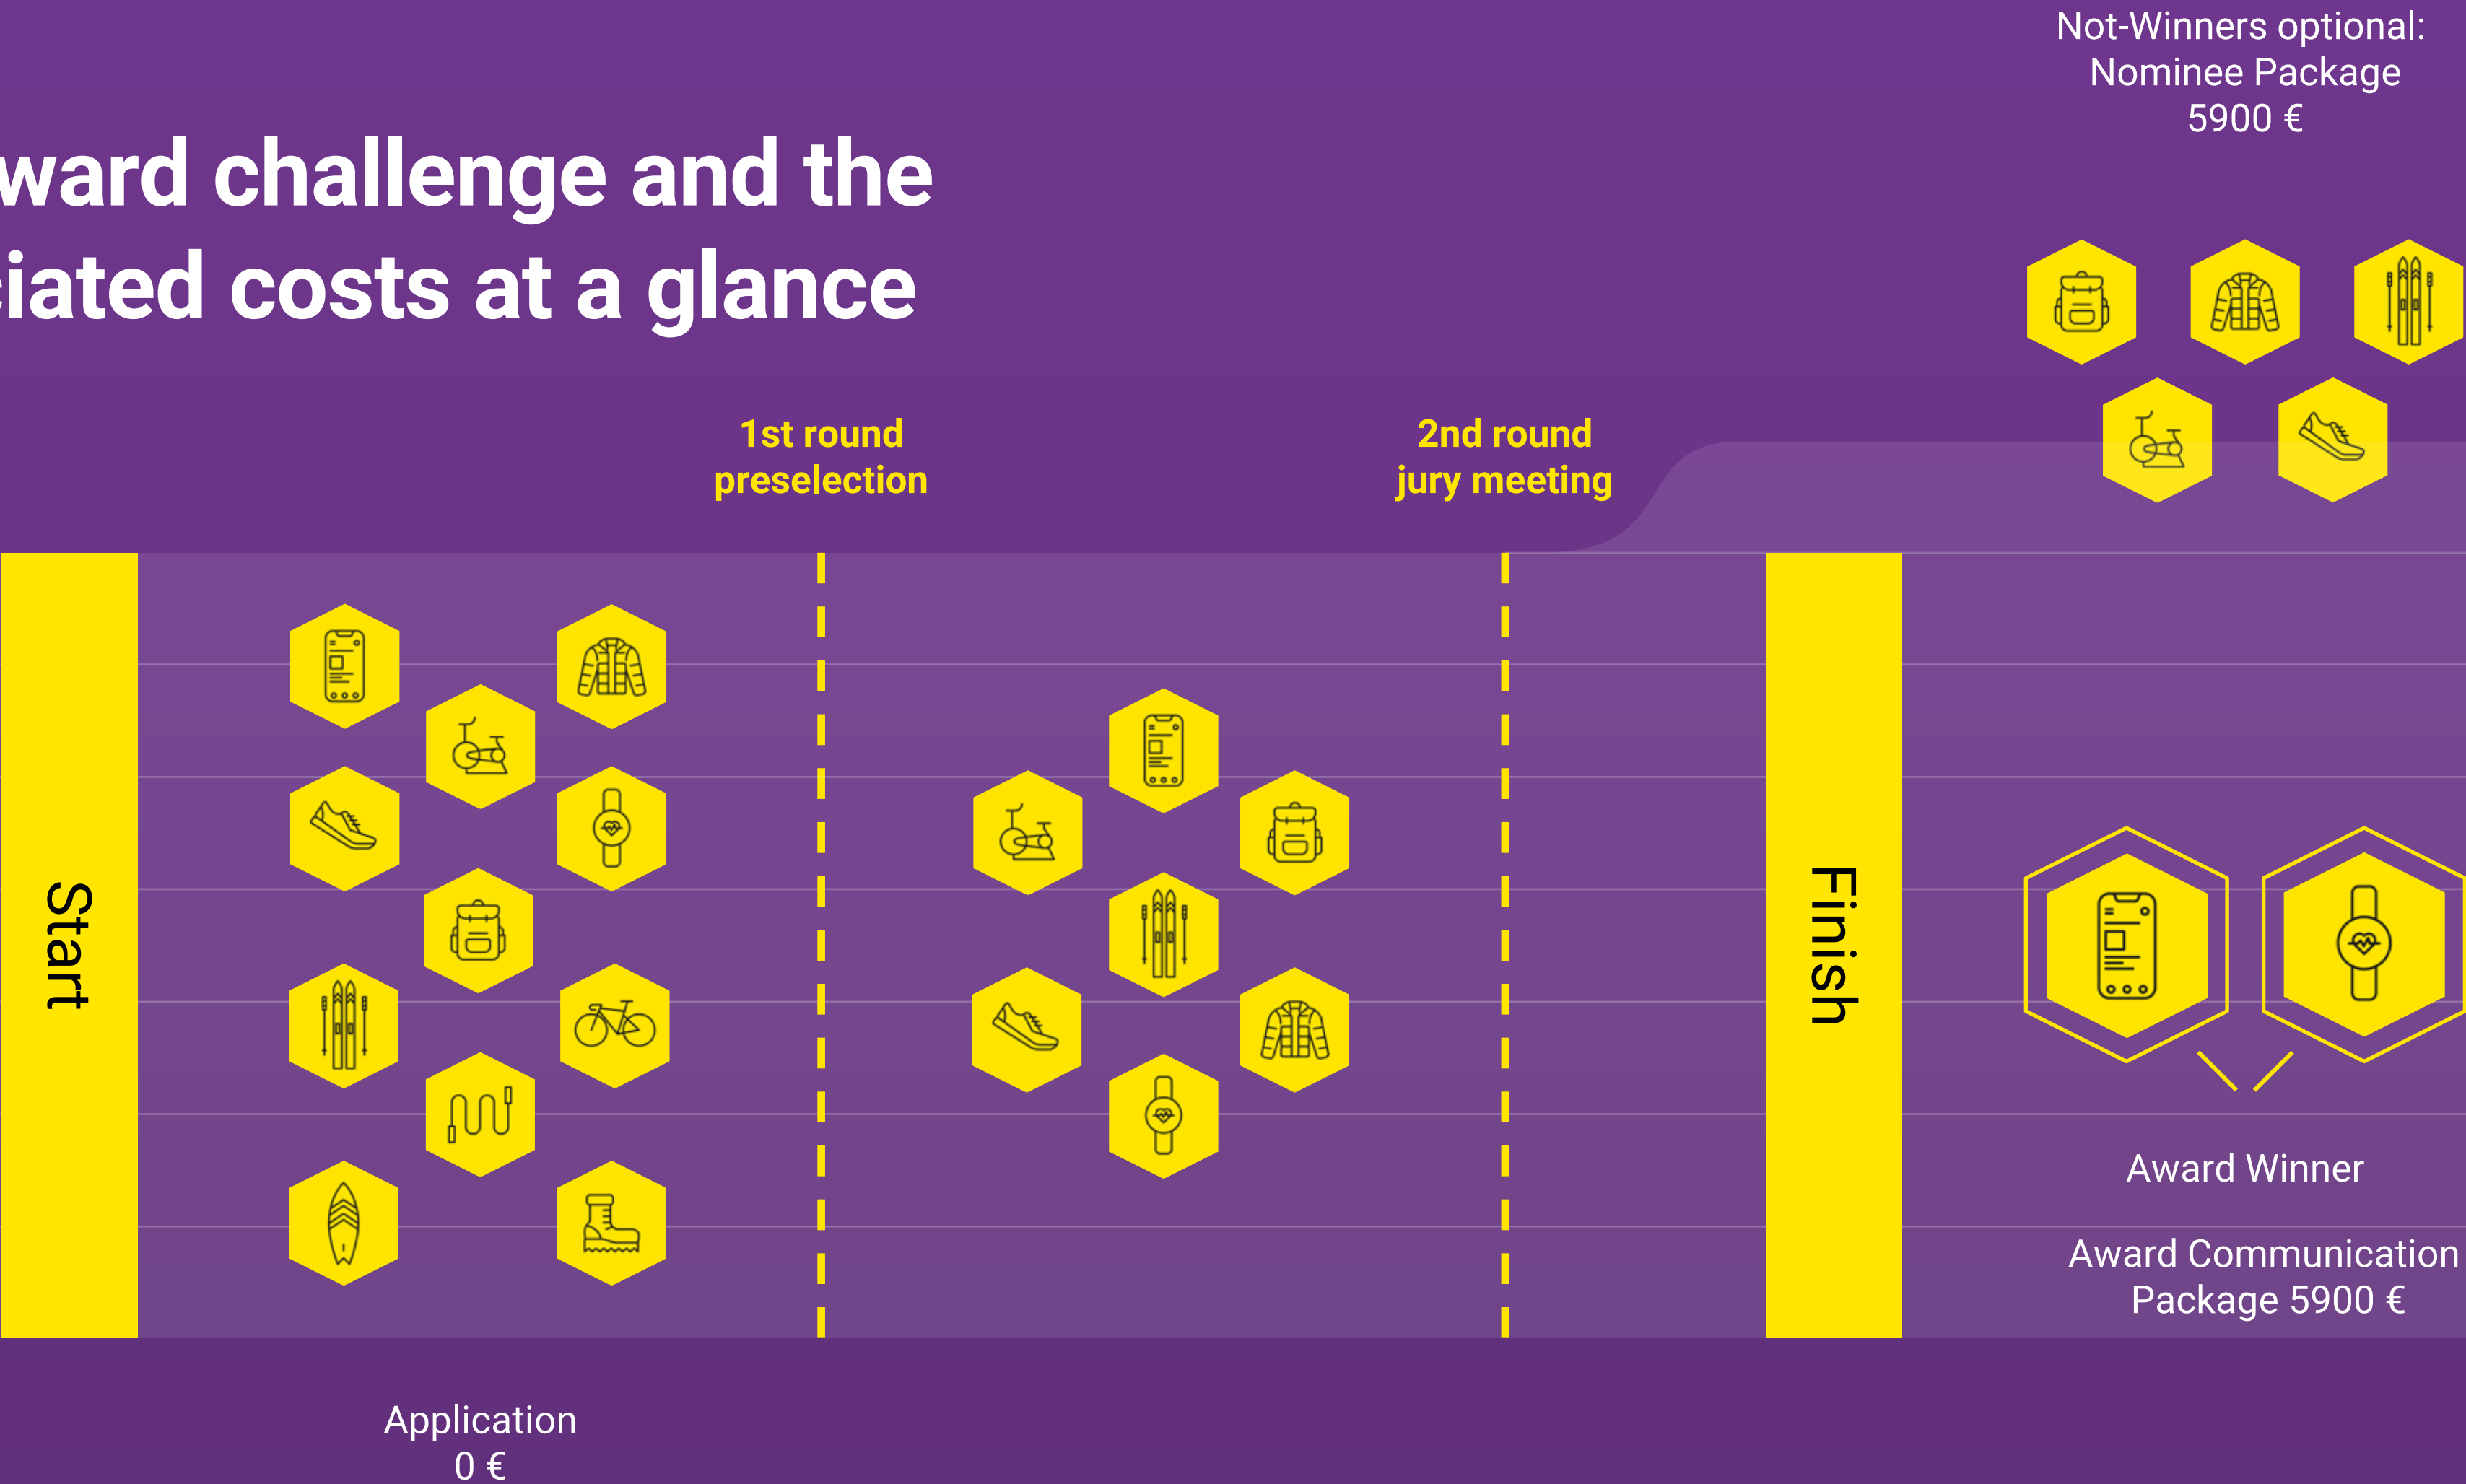 ward challenge and the
ciated costs at a glance
Not-Winners optional:
Nominee Package
5900 €
1st round
preselection
2nd round
jury meeting
Start
Finish
Award Winner
Award Communication
Package 5900 €
Application
0 €